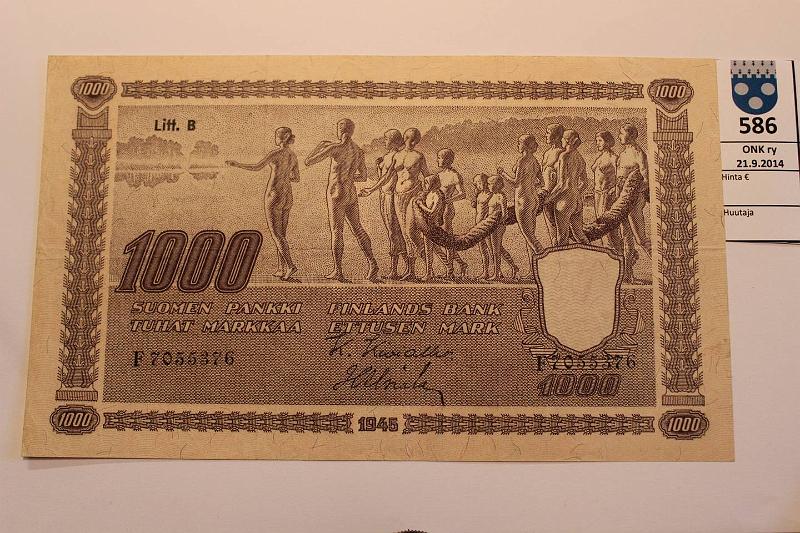 1000
1000
Litt. B
1000
SUOMEN PANKKI
TUHAT MARKKAA
FINLANDS BANK
ETTUSEN MARK
F7055376
F7055376
1000
1000
1945
1000
586
ONK ry
21.9.2014
Hinta €
Huutaja